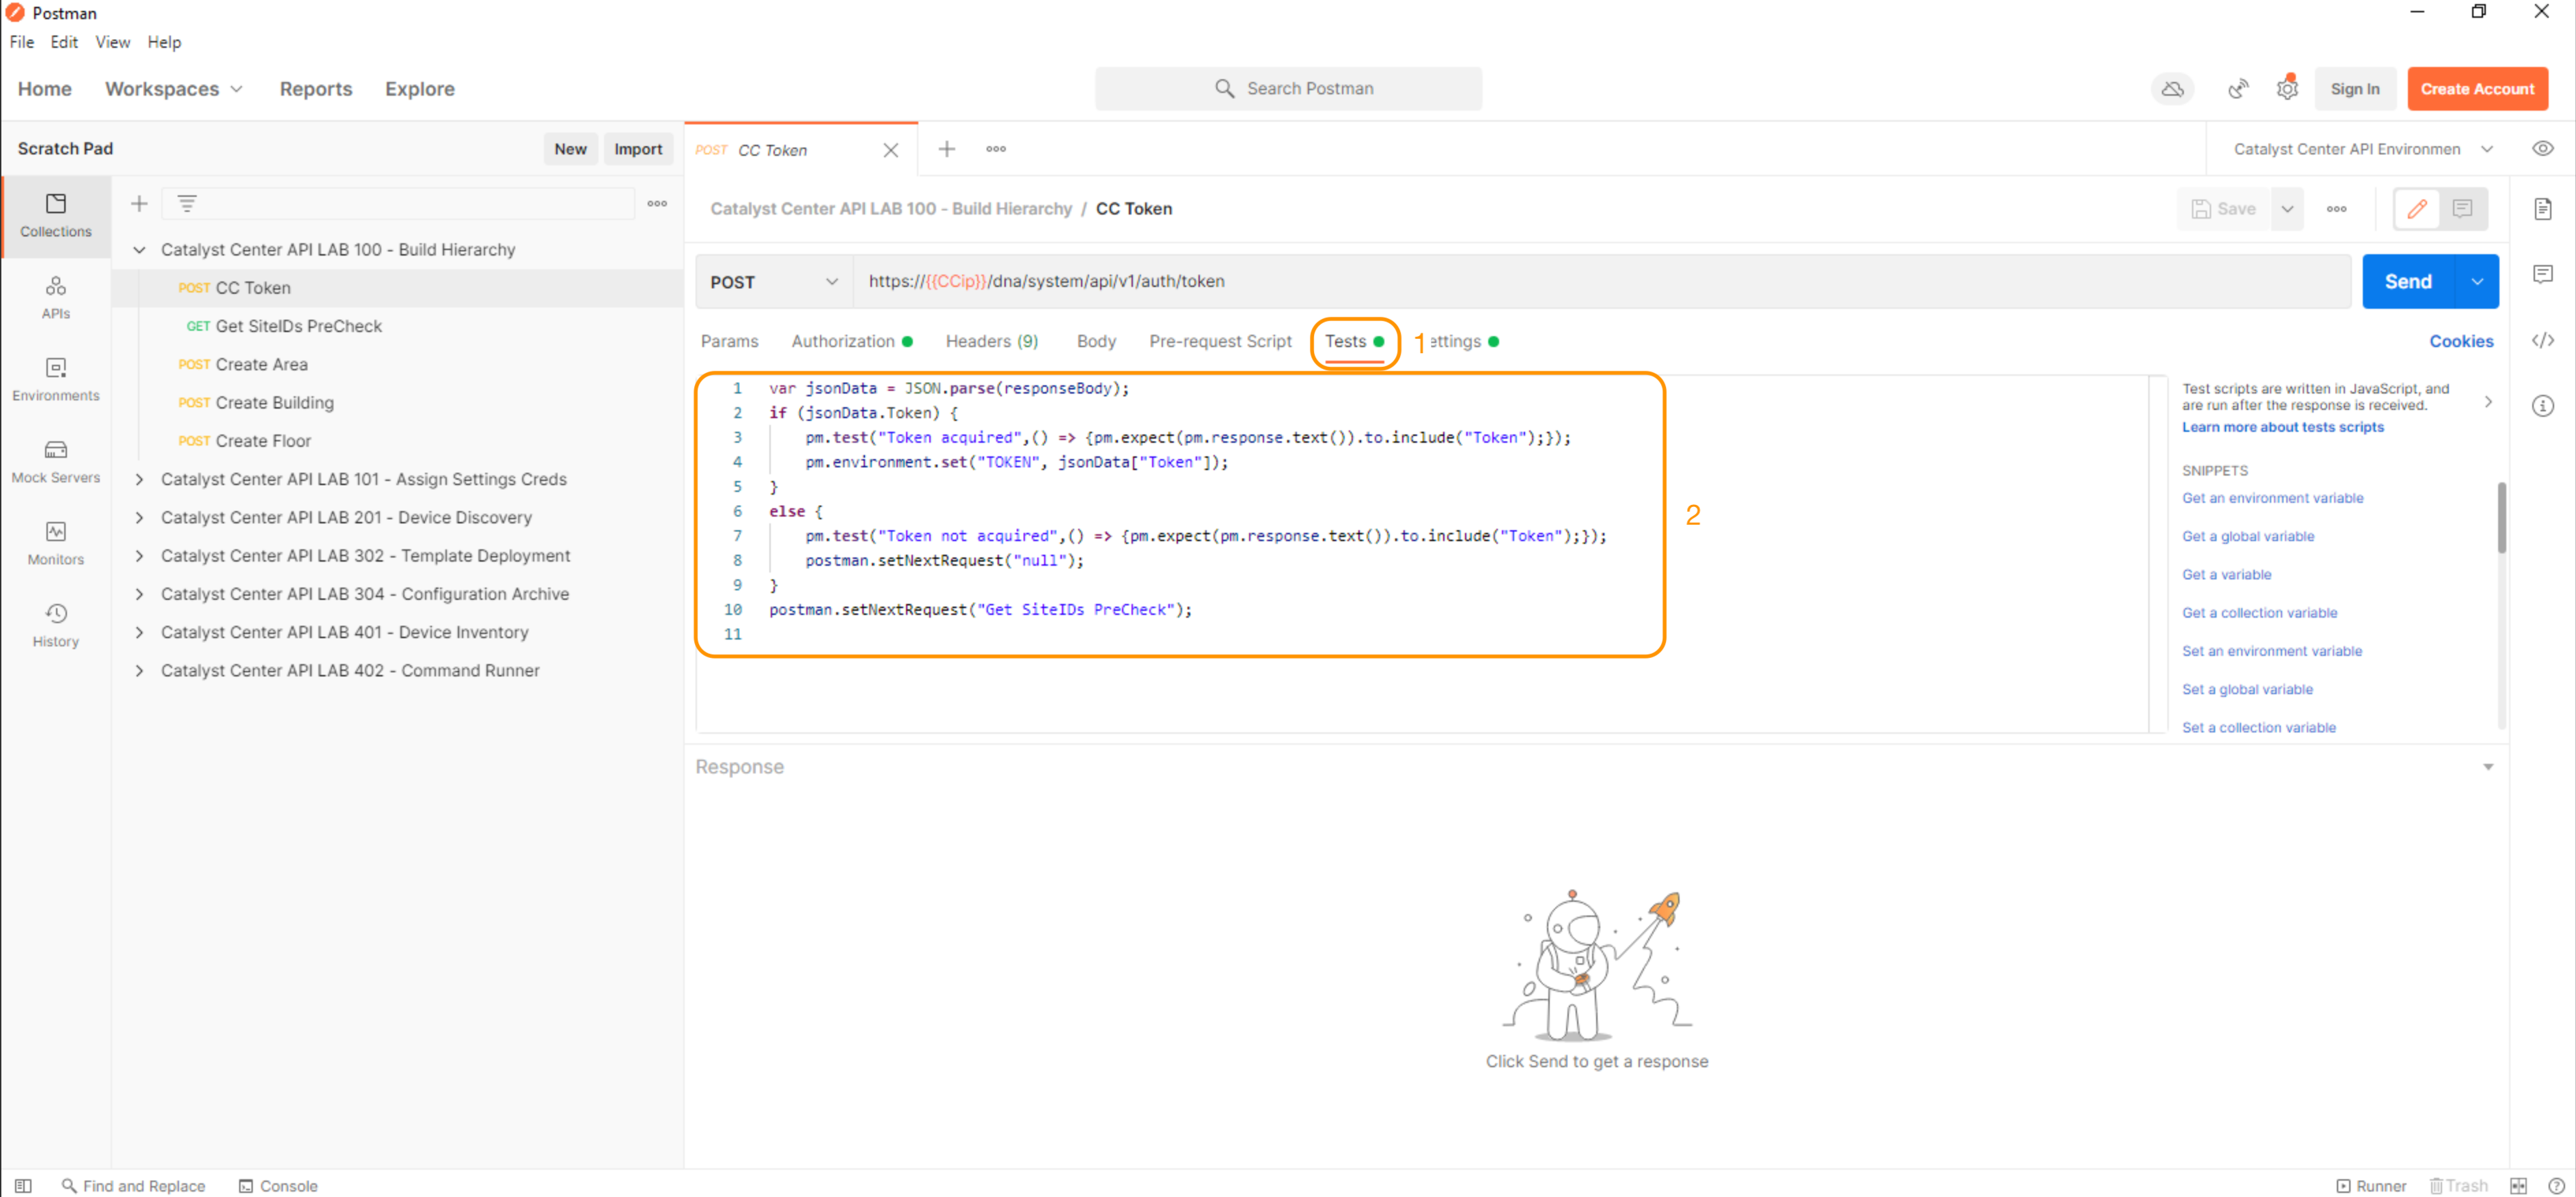 Postman
File Edit View Help
Home Workspaces Reports Explore
Search Postman
Sign In
Create Account
Scratch Pad
New
Import
POST CC Token
Catalyst Center API Environmen
Collections
APIs
Environments
Mock Servers
Monitors
History
Catalyst Center API LAB 100 - Build Hierarchy
POST CC Token
GET Get SiteIDs PreCheck
POST Create Area
POST Create Building
POST Create Floor
Catalyst Center API LAB 101 - Assign Settings Creds
Catalyst Center API LAB 201 - Device Discovery
Catalyst Center API LAB 302 - Template Deployment
Catalyst Center API LAB 304 - Configuration Archive
Catalyst Center API LAB 401 - Device Inventory
Catalyst Center API LAB 402 - Command Runner
Catalyst Center API LAB 100 - Build Hierarchy / CC Token
Save
POST
https://{{CCip}}/dna/system/api/v1/auth/token
Send
Params Authorization Headers (9) Body Pre-request Script Tests 1 ettings
Cookies
1 var jsonData = JSON.parse(responseBody);
2 if (jsonData.Token) {
3 pm.test("Token acquired",() => {pm.expect(pm.response.text()).to.include("Token");});
4 pm.environment.set("TOKEN", jsonData["Token"]);
5 }
6 else {
7 pm.test("Token not acquired",() => {pm.expect(pm.response.text()).to.include("Token");});
8 postman.setNextRequest("null");
9 }
10 postman.setNextRequest("Get SiteIDs PreCheck");
11
2
Test scripts are written in JavaScript, and
are run after the response is received.
Learn more about tests scripts
SNIPPETS
Get an environment variable
Get a global variable
Get a variable
Get a collection variable
Set an environment variable
Set a global variable
Set a collection variable
Response
Click Send to get a response
Find and Replace
Console
Runner
Trash